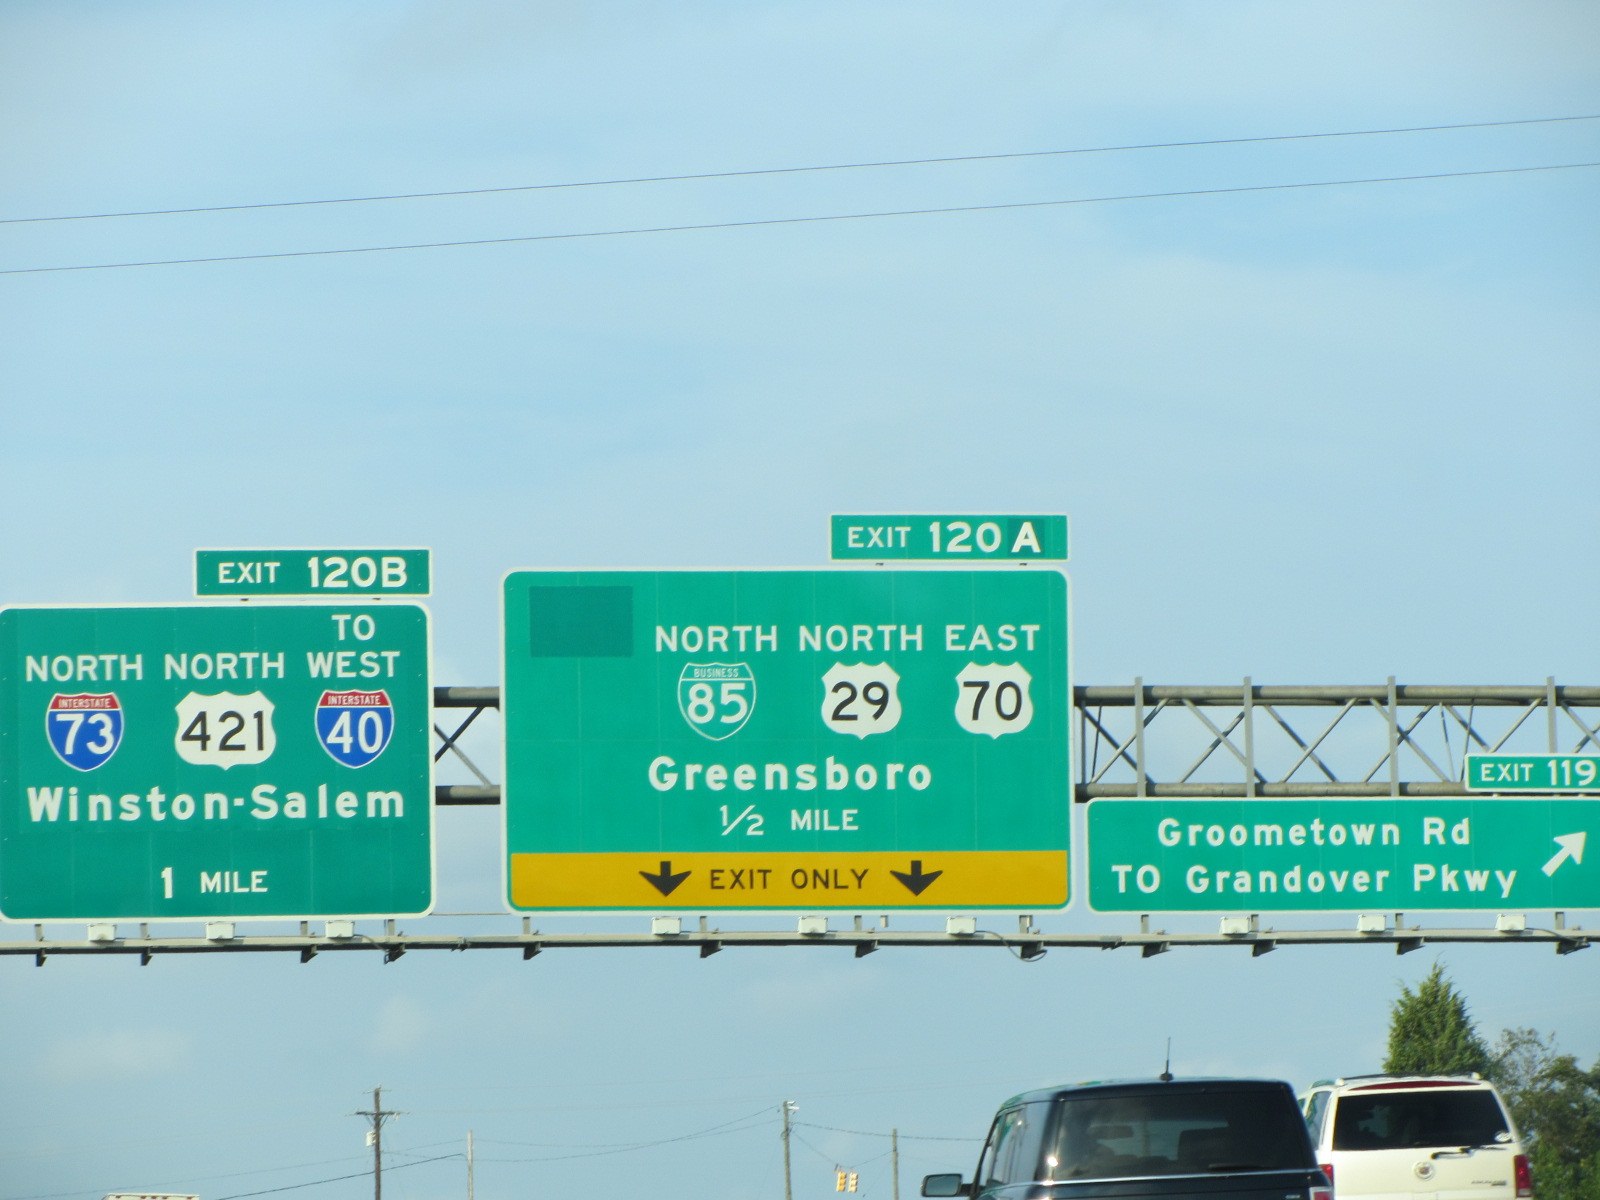 EXIT 120B
TO
NORTH NORTH WEST
INTERSTATE 73 421 INTERSTATE 40
Winston-Salem
1 MILE
EXIT 120 A
NORTH NORTH EAST
BUSINESS 85 29 70
Greensboro
1/2 MILE
EXIT ONLY
EXIT 119
Groometown Rd
TO Grandover Pkwy